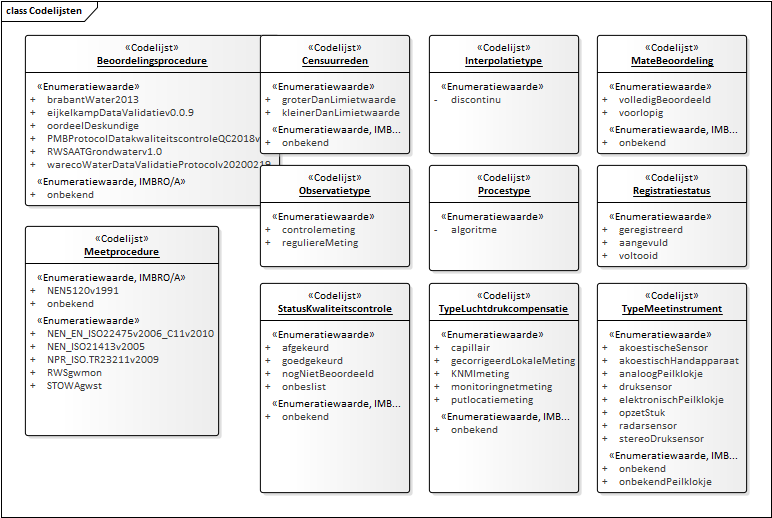 class Codelijsten
«Codelijst»
Beoordelingsprocedure
«Enumeratiewaarde»
+ brabantWater2013
+ eijkelkampDataValidatiev0.0.9
+ oordeelDeskundige
+ PMBProtocolDatakwaliteitscontroleQC2018v
+ RWSAATGrondwaterv1.0
+ warecoWaterDataValidatieProtocolv20200219
«Enumeratiewaarde, IMBRO/A»
+ onbekend
«Codelijst»
Censuurreden
«Enumeratiewaarde»
+ groterDanLimietwaarde
+ kleinerDanLimietwaarde
«Enumeratiewaarde, IMB...
+ onbekend
«Codelijst»
Interpolatietype
«Enumeratiewaarde»
- discontinu
«Codelijst»
MateBeoordeling
«Enumeratiewaarde»
+ volledigBeoordeeld
+ voorlopig
«Enumeratiewaarde, IMB...
+ onbekend
«Codelijst»
Observatietype
«Enumeratiewaarde»
+ controlemeting
+ reguliereMeting
«Codelijst»
Procestype
«Enumeratiewaarde»
- algoritme
«Codelijst»
Registratiestatus
«Enumeratiewaarde»
+ geregistreerd
+ aangevuld
+ voltooid
«Codelijst»
Meetprocedure
«Enumeratiewaarde, IMBRO/A»
+ NEN5120v1991
+ onbekend
«Enumeratiewaarde»
+ NEN_EN_ISO22475v2006_C11v2010
+ NEN_ISO21413v2005
+ NPR_ISO.TR23211v2009
+ RWSgwmon
+ STOWAgwst
«Codelijst»
StatusKwaliteitscontrole
«Enumeratiewaarde»
+ afgekeurd
+ goedgekeurd
+ nogNietBeoordeeld
+ onbeslist
«Enumeratiewaarde, IMB...
+ onbekend
«Codelijst»
TypeLuchtdrukcompensatie
«Enumeratiewaarde»
+ capillair
+ gecorrigeerdLokaleMeting
+ KNMImeting
+ monitoringnetmeting
+ putlocatiemeting
«Enumeratiewaarde, IMB...
+ onbekend
«Codelijst»
TypeMeetinstrument
«Enumeratiewaarde»
+ akoestischeSensor
+ akoestischHandapparaat
+ analoogPeilklokje
+ druksensor
+ elektronischPeilklokje
+ opzetStuk
+ radarsensor
+ stereoDruksensor
«Enumeratiewaarde, IMB...
+ onbekend
+ onbekendPeilklokje